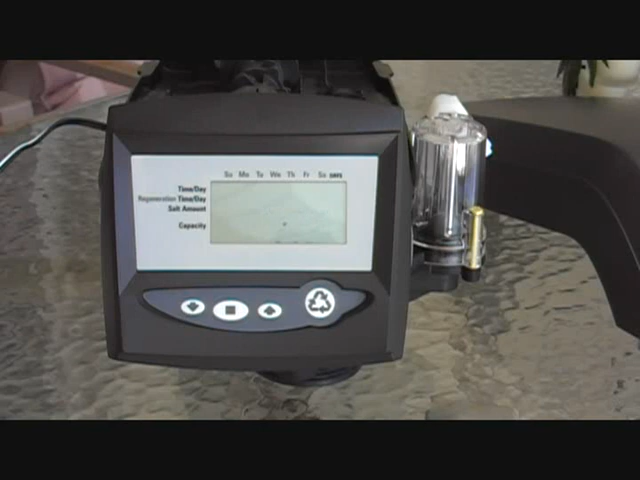 Su Mo Tu We Th Fr Sa DAYS
Time/Day
Regeneration Time/Day
Salt Amount
Capacity